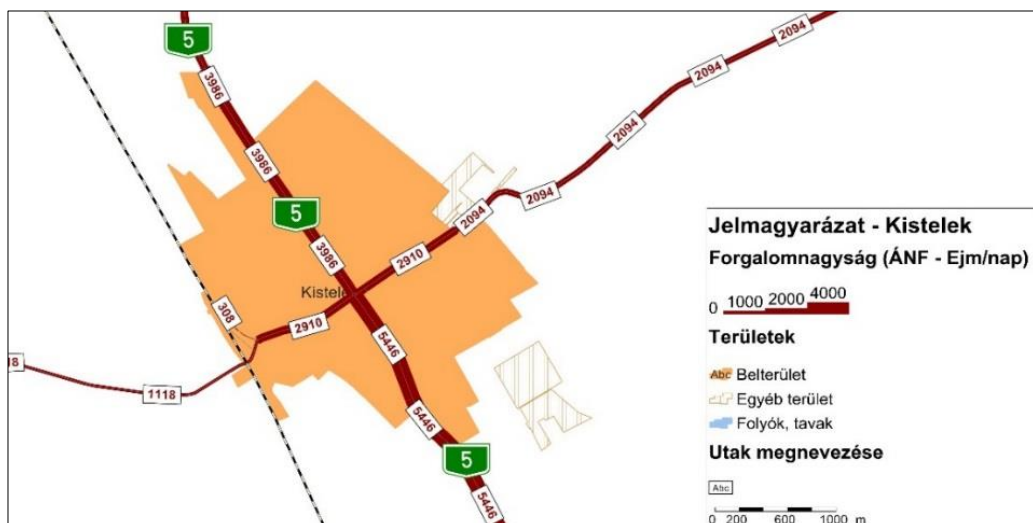 5
3986
3986
5
3986
Kistelek
308
2910
2910
2094
2094
2094
2094
2094
5446
5446
5
5446
18
1118
Jelmagyarázat - Kistelek
Forgalomnagyság (ÁNF - Ejm/nap)
0 1000 2000 4000
Területek
Abc Belterület
Egyéb terület
Folyók, tavak
Utak megnevezése
Abc
0 200 600 1000 m